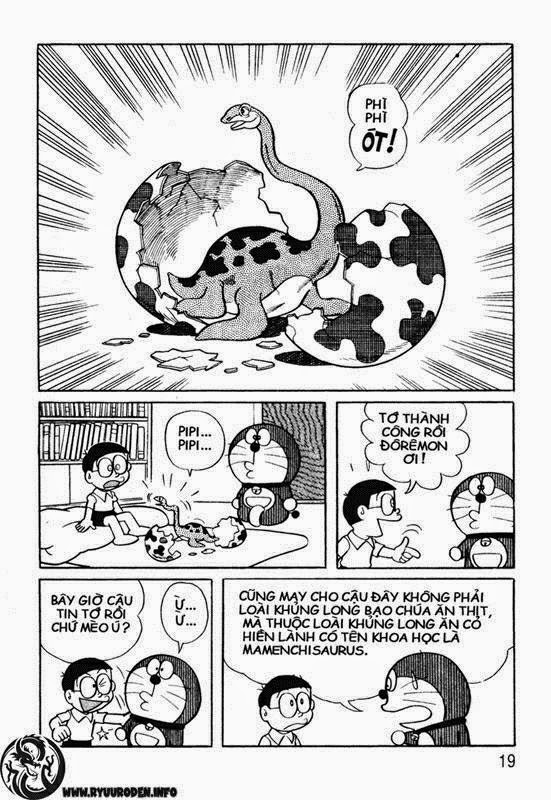 PHÌ
PHÌ
ÓT!
PIPI...
PIPI...
TỚ THÀNH
CÔNG RỒI
ĐÔRÊMON
ƠI!
BÂY GIỜ CẬU
TIN TỚ RỒI
CHỨ MÈO Ú?
Ừ...
Ư...
CŨNG MAY CHO CẬU ĐÂY KHÔNG PHẢI
LOÀI KHỦNG LONG BẠO CHÚA ĂN THỊT,
MÀ THUỘC LOÀI KHỦNG LONG ĂN CỎ
HIỀN LÀNH CÓ TÊN KHOA HỌC LÀ
MAMENCHISAURUS.
19
WWW.RYUURODEN.INFO